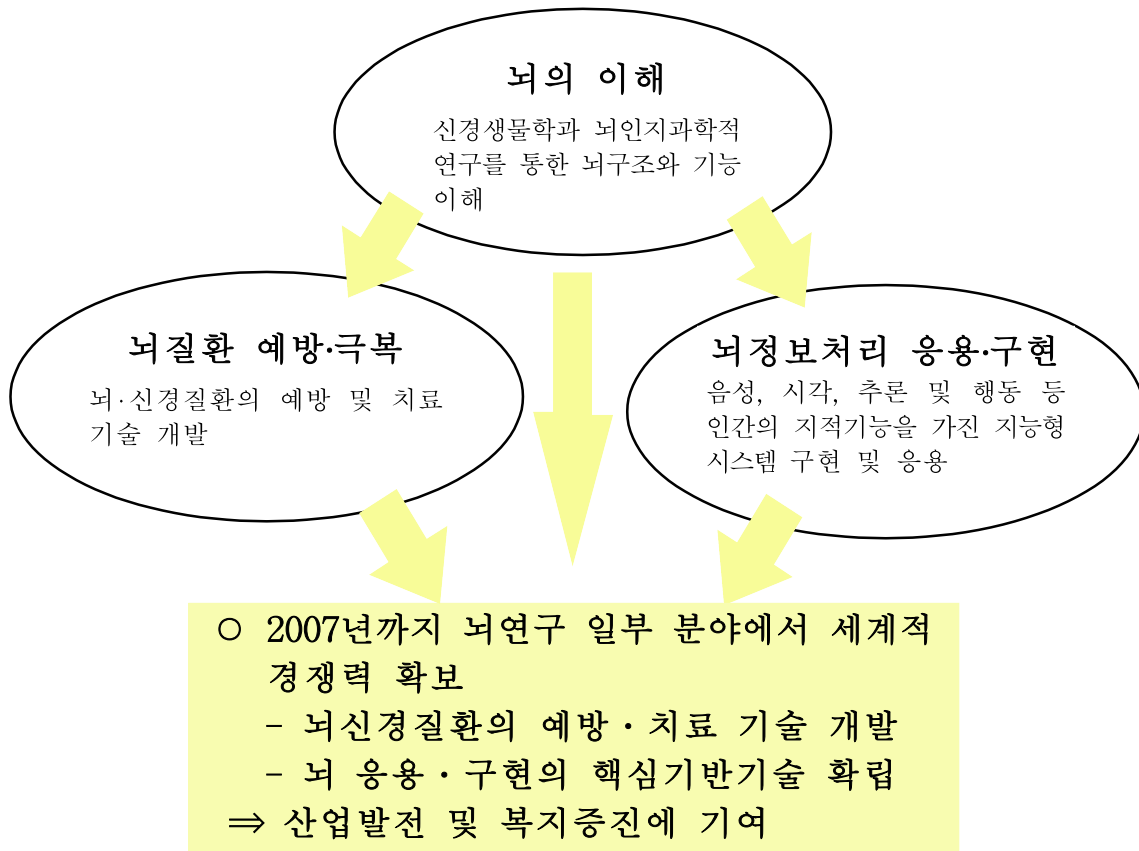 뇌의 이해
신경생물학과 뇌인지과학적
연구를 통한 뇌구조와 기능
이해
뇌질환 예방·극복
뇌·신경질환의 예방 및 치료
기술 개발
뇌정보처리 응용·구현
음성, 시각, 추론 및 행동 등
인간의 지적기능을 가진 지능형
시스템 구현 및 응용
○ 2007년까지 뇌연구 일부 분야에서 세계적
경쟁력 확보
- 뇌신경질환의 예방·치료 기술 개발
- 뇌 응용·구현의 핵심기반기술 확립
⇒ 산업발전 및 복지증진에 기여